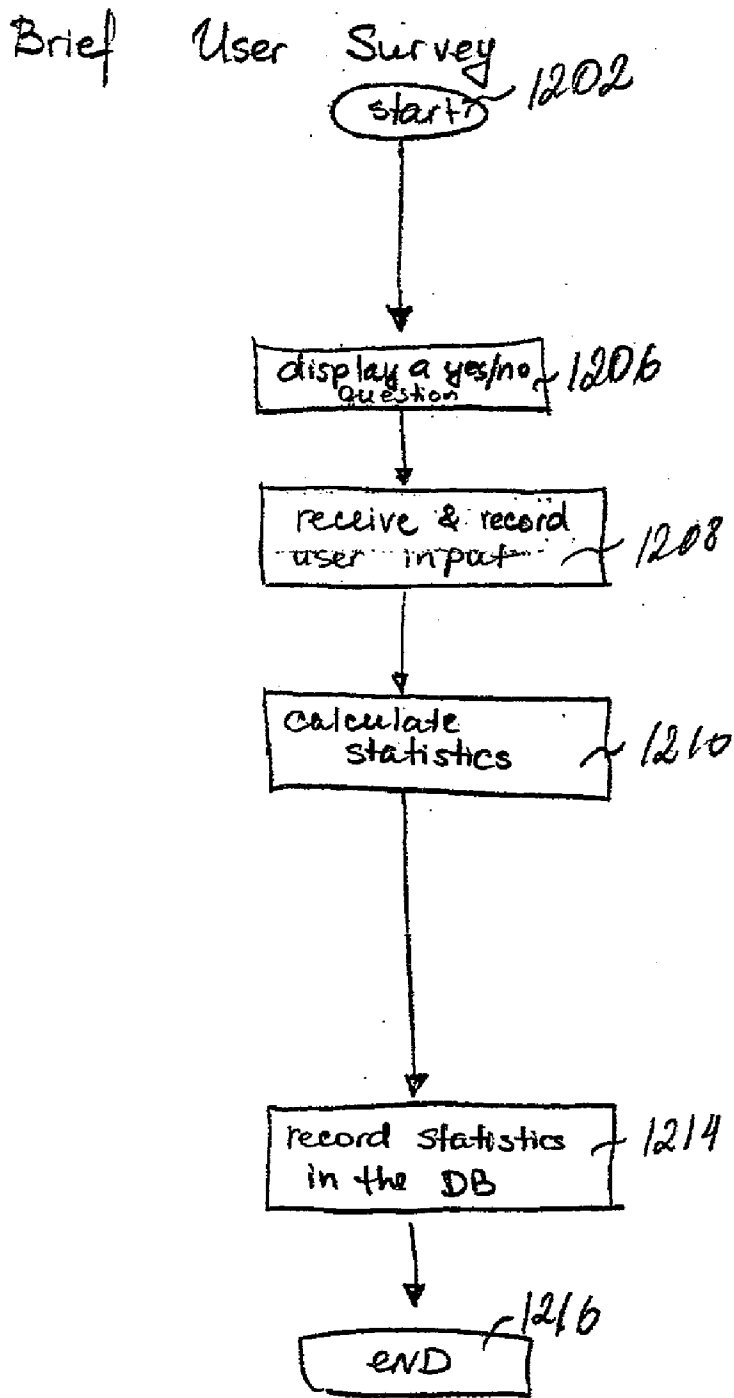 Brief User Survey
start 1202
display a yes/no 1206
Question
receive & record
user input 1208
calculate
statistics 1210
record statistics 1214
in the DB
1216
END